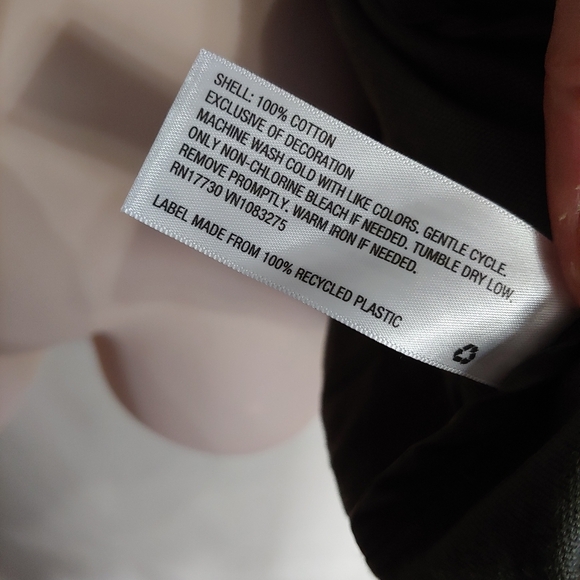 SHELL: 100% COTTON
EXCLUSIVE OF DECORATION
MACHINE WASH COLD WITH LIKE COLORS. GENTLE CYCLE.
ONLY NON-CHLORINE BLEACH IF NEEDED. TUMBLE DRY LOW.
REMOVE PROMPTLY. WARM IRON IF NEEDED.
RN17730 VN1083275
LABEL MADE FROM 100% RECYCLED PLASTIC